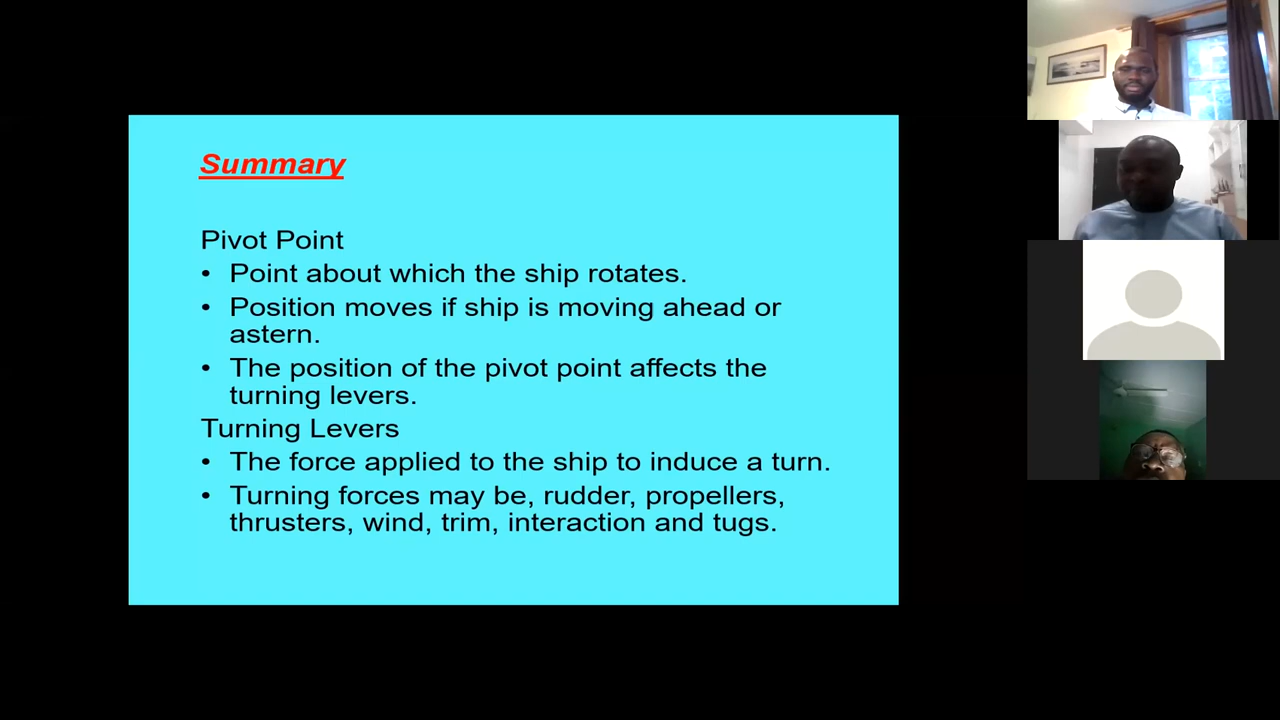 Summary
Pivot Point
• Point about which the ship rotates.
• Position moves if ship is moving ahead or
astern.
• The position of the pivot point affects the
turning levers.
Turning Levers
• The force applied to the ship to induce a turn.
• Turning forces may be, rudder, propellers,
thrusters, wind, trim, interaction and tugs.